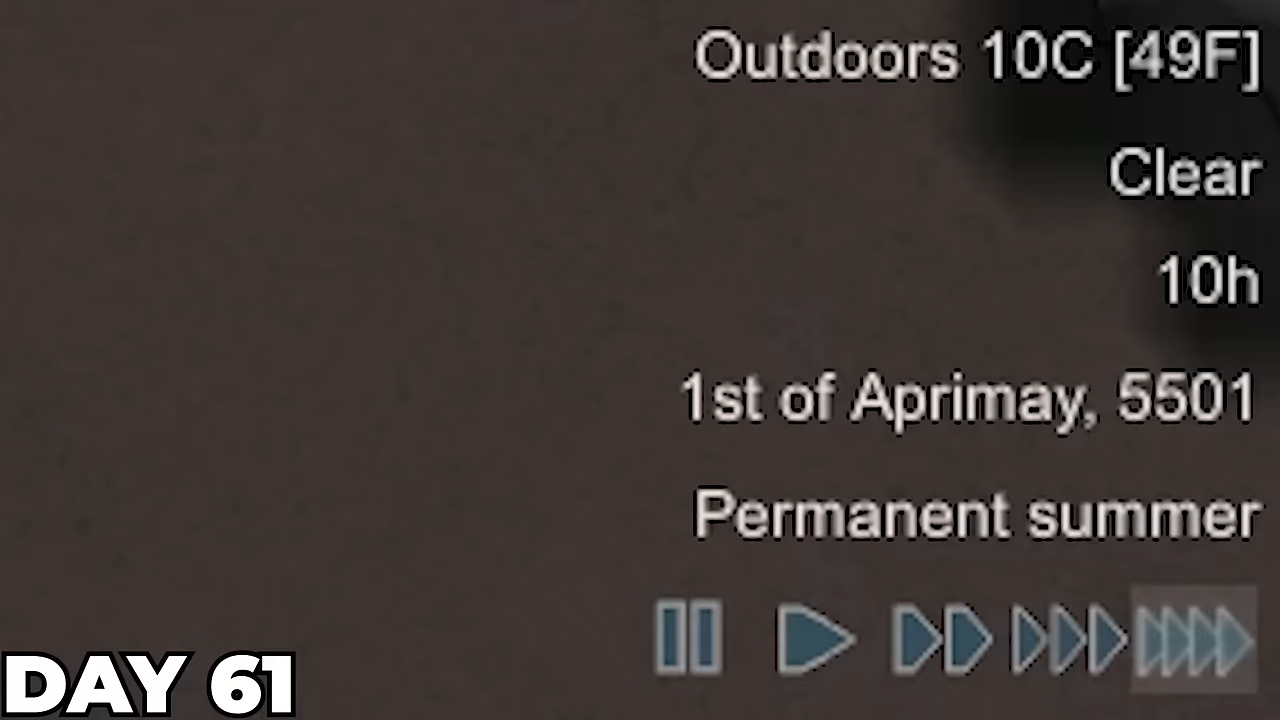 Outdoors 10C [49F]
Clear
10h
1st of Aprimay, 5501
Permanent summer
DAY 61